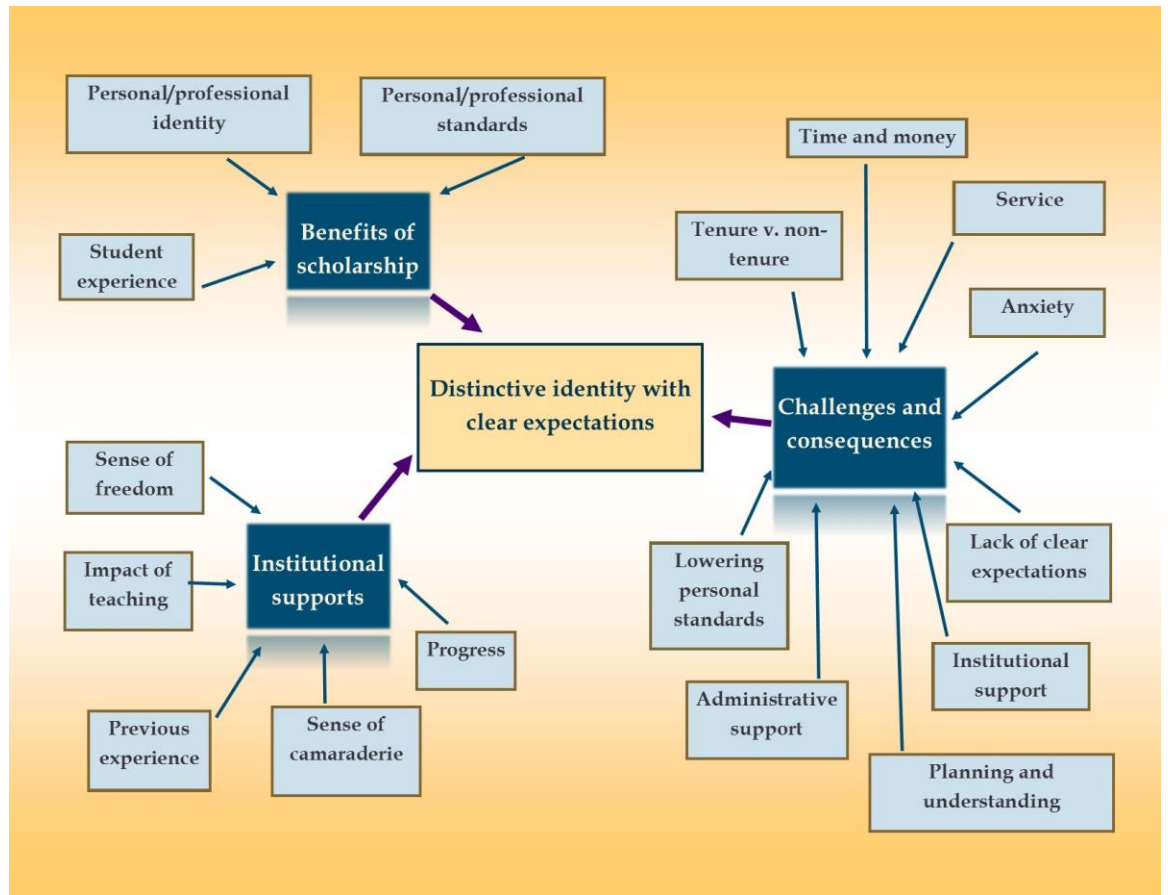 Personal/professional
identity
Personal/professional
standards
Student
experience
Benefits of
scholarship
Time and money
Service
Tenure v. non-
tenure
Anxiety
Distinctive identity with
clear expectations
Challenges and
consequences
Sense of
freedom
Impact of
teaching
Institutional
supports
Progress
Previous
experience
Sense of
camaraderie
Lowering
personal
standards
Lack of clear
expectations
Administrative
support
Institutional
support
Planning and
understanding